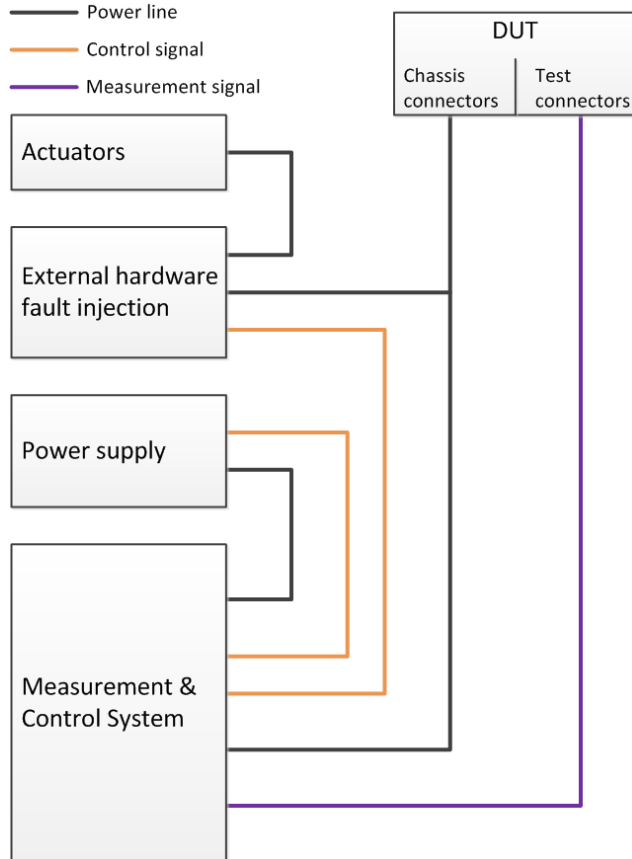 Power line
Control signal
Measurement signal
DUT
Chassis
connectors
Test
connectors
Actuators
External hardware
fault injection
Power supply
Measurement &
Control System